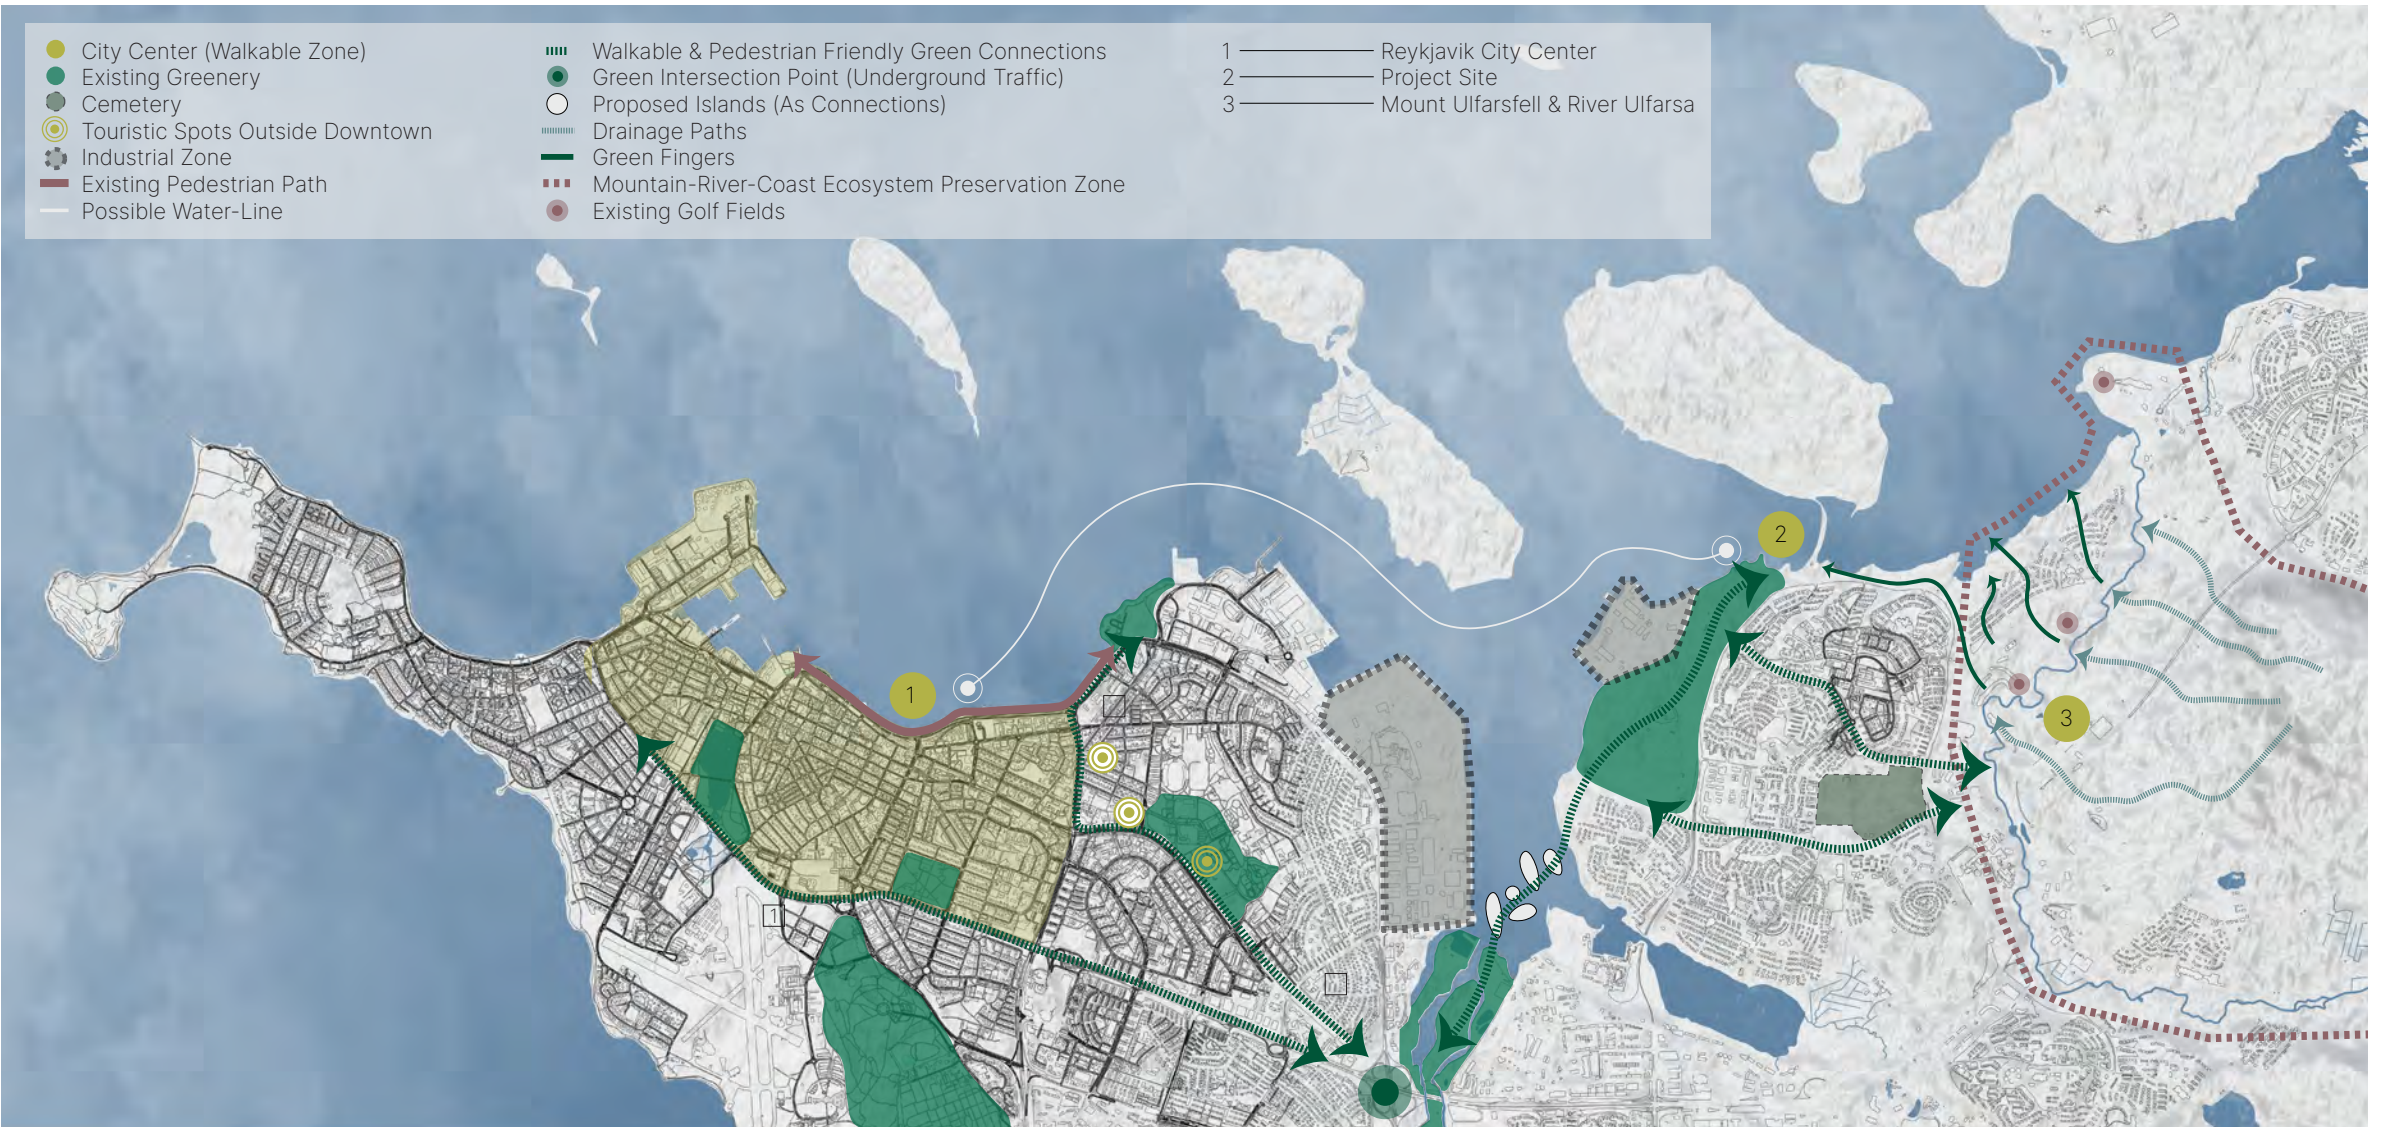 City Center (Walkable Zone)
Existing Greenery
Cemetery
Touristic Spots Outside Downtown
Industrial Zone
Existing Pedestrian Path
Possible Water-Line
Walkable & Pedestrian Friendly Green Connections
Green Intersection Point (Underground Traffic)
Proposed Islands (As Connections)
Drainage Paths
Green Fingers
Mountain-River-Coast Ecosystem Preservation Zone
Existing Golf Fields
1 Reykjavik City Center
2 Project Site
3 Mount Ulfarsfell & River Ulfarsa
2
1
3
1